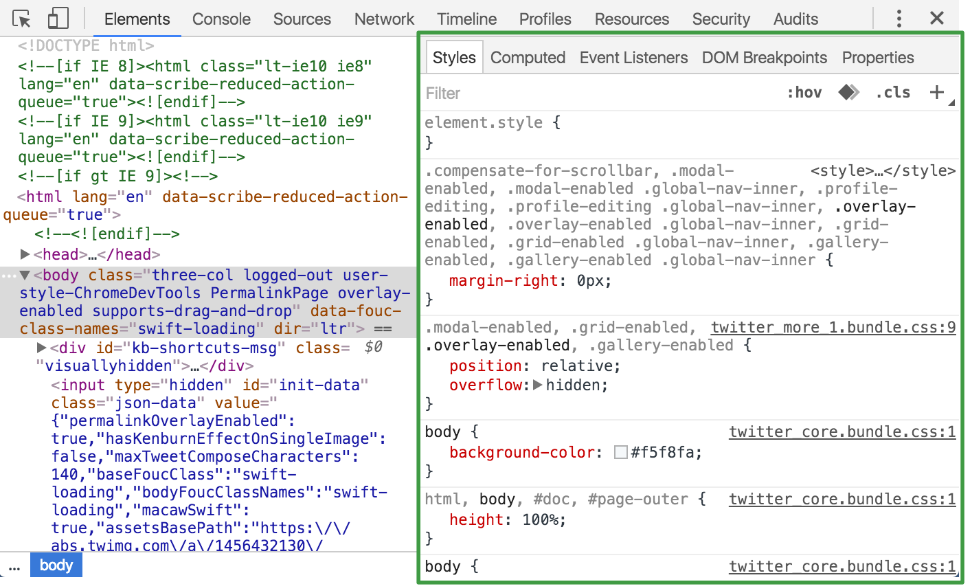 Elements Console Sources Network Timeline Profiles Resources Security Audits
<!DOCTYPE html>
<!--[if IE 8]><html class="lt-ie10 ie8"
lang="en" data-scribe-reduced-action-
queue="true"><![endif]-->
<!--[if IE 9]><html class="lt-ie10 ie9"
lang="en" data-scribe-reduced-action-
queue="true"><![endif]-->
<!--[if gt IE 9]><!-->
<html lang="en" data-scribe-reduced-action-
queue="true">
<!--<![endif]-->
▶<head>…</head>
…▼<body class="three-col logged-out user-
style-ChromeDevTools PermalinkPage overlay-
enabled supports-drag-and-drop" data-fouc-
class-names="swift-loading" dir="ltr"> == $0
▶<div id="kb-shortcuts-msg" class=
"visuallyhidden">…</div>
<input type="hidden" id="init-data"
class="json-data" value="
{"permalinkOverlayEnabled":
true,"hasKenburnEffectOnSingleImage":
false,"maxTweetComposeCharacters":
140,"baseFoucClass":"swift-
loading","bodyFoucClassNames":"swift-
loading","macawSwift":
true,"assetsBasePath":"https:\/\/
abs.twimg.com\/a\/1456432130\/
… body
Styles Computed Event Listeners DOM Breakpoints Properties
Filter :hov .cls +
element.style {
}
.compensate-for-scrollbar, .modal- <style>…</style>
enabled, .modal-enabled .global-nav-inner, .profile-
editing, .profile-editing .global-nav-inner, .overlay-
enabled, .overlay-enabled .global-nav-inner, .grid-
enabled, .grid-enabled .global-nav-inner, .gallery-
enabled, .gallery-enabled .global-nav-inner {
margin-right: 0px;
}
.modal-enabled, .grid-enabled, twitter_more_1.bundle.css:9
.overlay-enabled, .gallery-enabled {
position: relative;
overflow:▶hidden;
}
body { twitter_core.bundle.css:1
background-color: #f5f8fa;
}
html, body, #doc, #page-outer { twitter_core.bundle.css:1
height: 100%;
}
body { twitter_core.bundle.css:1